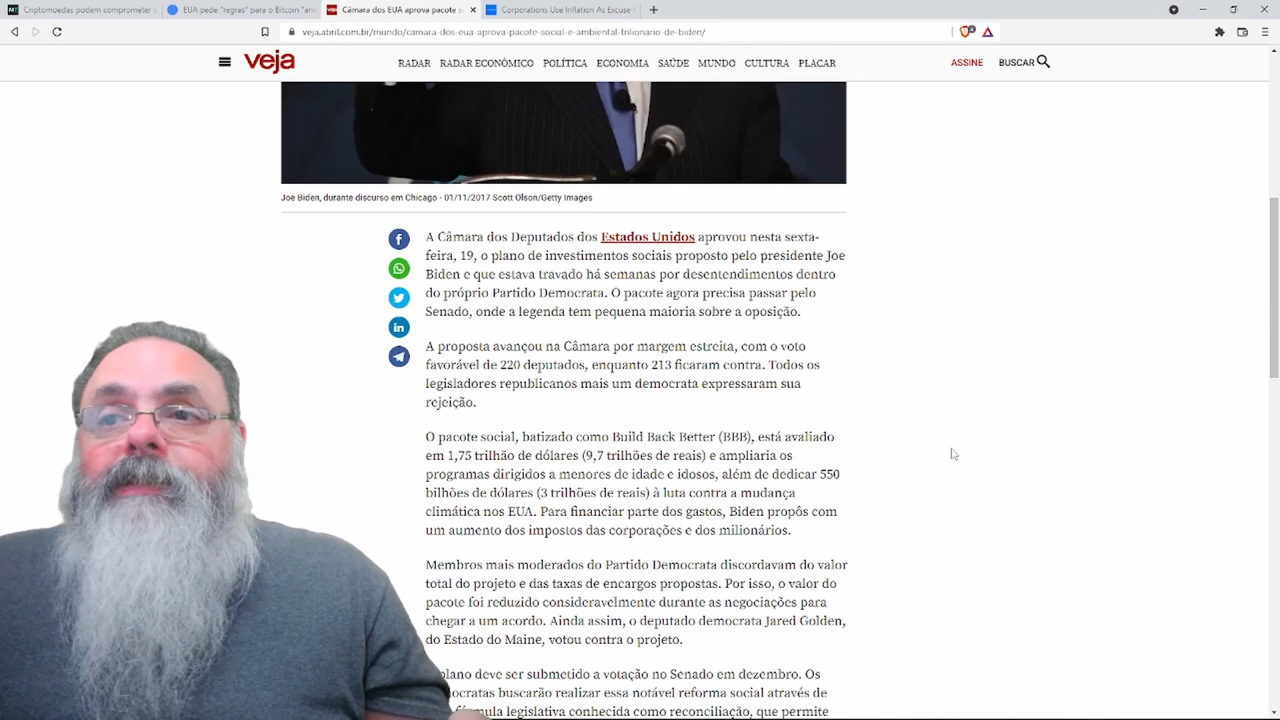 Criptomoedas podem comprometer
EUA pede "regras" para o Bitcoin "ant
Câmara dos EUA aprova pacote s
Corporations Use Inflation As Excuse
veja.abril.com.br/mundo/camara-dos-eua-aprova-pacote-social-e-ambiental-trilionario-de-biden/
veja
RADAR RADAR ECONÔMICO POLÍTICA ECONOMIA SAÚDE MUNDO CULTURA PLACAR
ASSINE BUSCAR
Joe Biden, durante discurso em Chicago - 01/11/2017 Scott Olson/Getty Images
A Câmara dos Deputados dos Estados Unidos aprovou nesta sexta-
feira, 19, o plano de investimentos sociais proposto pelo presidente Joe
Biden e que estava travado há semanas por desentendimentos dentro
do próprio Partido Democrata. O pacote agora precisa passar pelo
Senado, onde a legenda tem pequena maioria sobre a oposição.
A proposta avançou na Câmara por margem estreita, com o voto
favorável de 220 deputados, enquanto 213 ficaram contra. Todos os
legisladores republicanos mais um democrata expressaram sua
rejeição.
O pacote social, batizado como Build Back Better (BBB), está avaliado
em 1,75 trilhão de dólares (9,7 trilhões de reais) e ampliaria os
programas dirigidos a menores de idade e idosos, além de dedicar 550
bilhões de dólares (3 trilhões de reais) à luta contra a mudança
climática nos EUA. Para financiar parte dos gastos, Biden propôs com
um aumento dos impostos das corporações e dos milionários.
Membros mais moderados do Partido Democrata discordavam do valor
total do projeto e das taxas de encargos propostas. Por isso, o valor do
pacote foi reduzido consideravelmente durante as negociações para
chegar a um acordo. Ainda assim, o deputado democrata Jared Golden,
do Estado do Maine, votou contra o projeto.
plano deve ser submetido a votação no Senado em dezembro. Os
ocratas buscarão realizar essa notável reforma social através de
fórmula legislativa conhecida como reconciliação, que permite